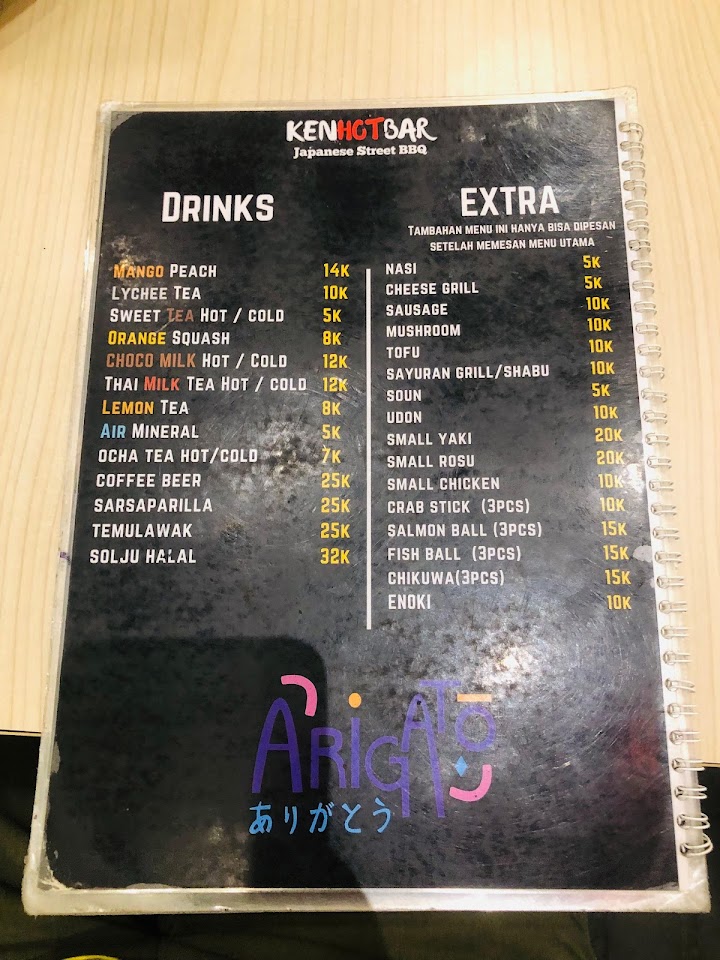 KENHOTBAR
Japanese Street BBQ
DRINKS
MANGO PEACH 14K
LYCHEE TEA 10K
SWEET TEA HOT / COLD 5K
ORANGE SQUASH 8K
CHOCO MILK HOT / COLD 12K
THAI MILK TEA HOT / COLD 12K
LEMON TEA 8K
AIR MINERAL 5K
OCHA TEA HOT/COLD 7K
COFFEE BEER 25K
SARSAPARILLA 25K
TEMULAWAK 25K
SOLJU HALAL 32K
EXTRA
TAMBAHAN MENU INI HANYA BISA DIPESAN
SETELAH MEMESAN MENU UTAMA
NASI 5K
CHEESE GRILL 5K
SAUSAGE 10K
MUSHROOM 10K
TOFU 10K
SAYURAN GRILL/SHABU 10K
SOUN 5K
UDON 10K
SMALL YAKI 20K
SMALL ROSU 20K
SMALL CHICKEN 10K
CRAB STICK (3PCS) 10K
SALMON BALL (3PCS) 15K
FISH BALL (3PCS) 15K
CHIKUWA(3PCS) 15K
ENOKI 10K
ARIGATO
ありがとう